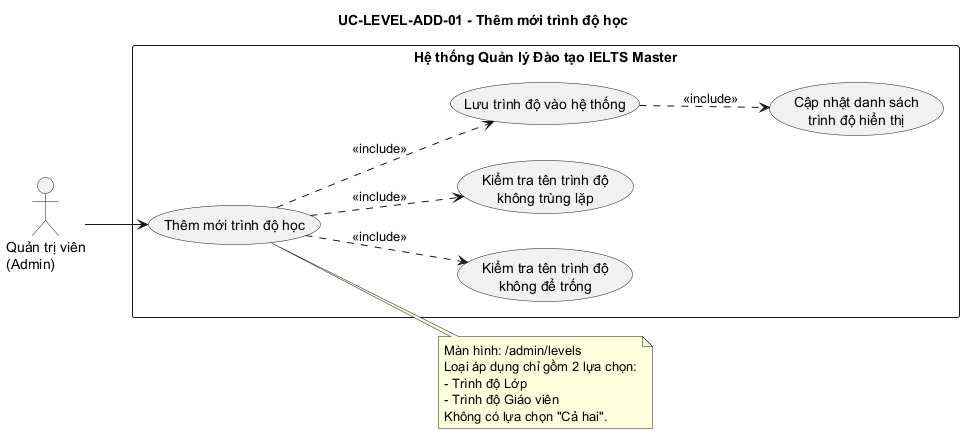 UC-LEVEL-ADD-01 - Thêm mới trình độ học
Hệ thống Quản lý Đào tạo IELTS Master
Lưu trình độ vào hệ thống
«include»
Cập nhật danh sách
trình độ hiển thị
«include»
Kiểm tra tên trình độ
không trùng lặp
«include»
Thêm mới trình độ học
«include»
Kiểm tra tên trình độ
không để trống
Quản trị viên
(Admin)
Màn hình: /admin/levels
Loại áp dụng chỉ gồm 2 lựa chọn:
- Trình độ Lớp
- Trình độ Giáo viên
Không có lựa chọn "Cả hai".